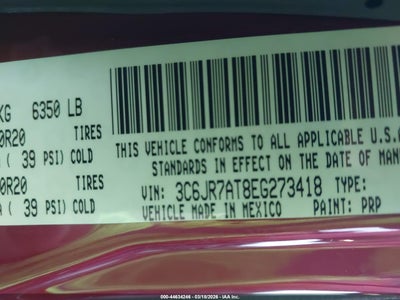 KG 6350 LB
0R20 TIRES
( 39 PSI) COLD
0R20 TIRES
( 39 PSI) COLD
THIS VEHICLE CONFORMS TO ALL APPLICABLE U.S.
STANDARDS IN EFFECT ON THE DATE OF MAN
VIN: 3C6JR7AT8EG273418 TYPE:
VEHICLE MADE IN MEXICO PAINT: PRP
000-44634246 - 03/18/2026 - IAA Inc.